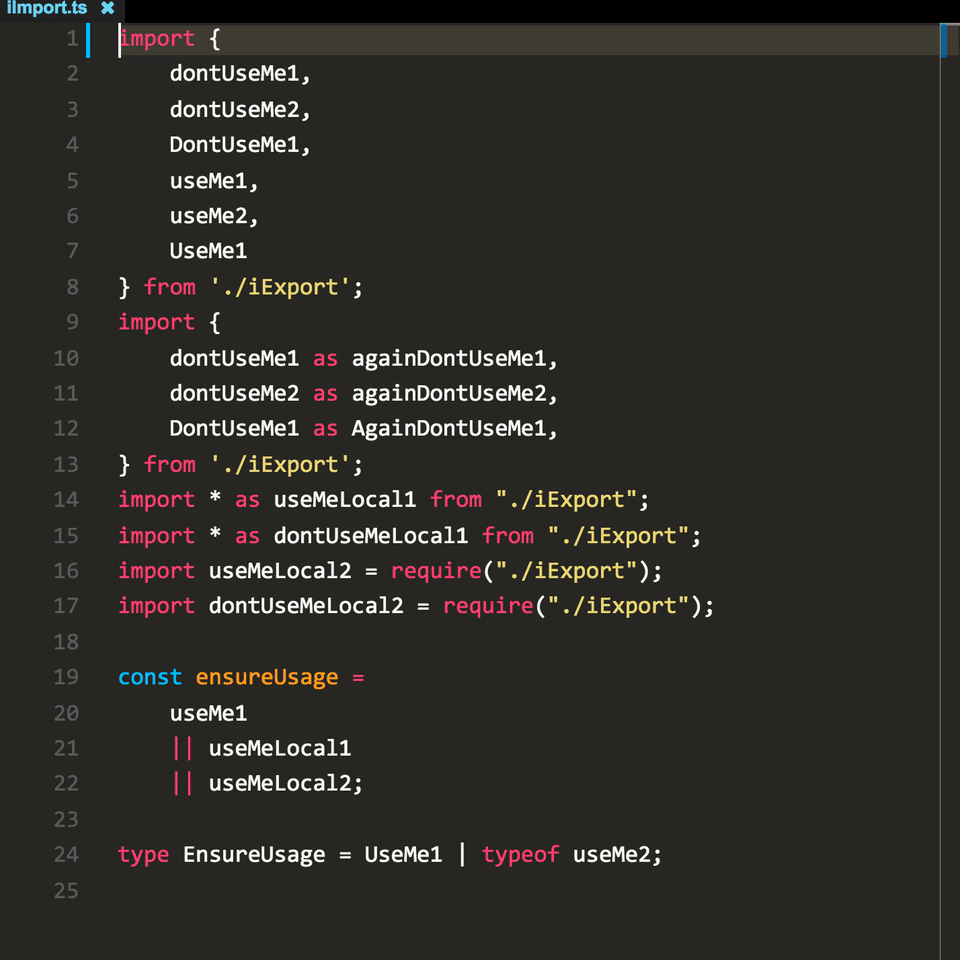 iImport.ts ✖
1 import {
2     dontUseMe1,
3     dontUseMe2,
4     DontUseMe1,
5     useMe1,
6     useMe2,
7     UseMe1
8 } from './iExport';
9 import {
10     dontUseMe1 as againDontUseMe1,
11     dontUseMe2 as againDontUseMe2,
12     DontUseMe1 as AgainDontUseMe1,
13 } from './iExport';
14 import * as useMeLocal1 from "./iExport";
15 import * as dontUseMeLocal1 from "./iExport";
16 import useMeLocal2 = require("./iExport");
17 import dontUseMeLocal2 = require("./iExport");
18
19 const ensureUsage =
20     useMe1
21     || useMeLocal1
22     || useMeLocal2;
23
24 type EnsureUsage = UseMe1 | typeof useMe2;
25